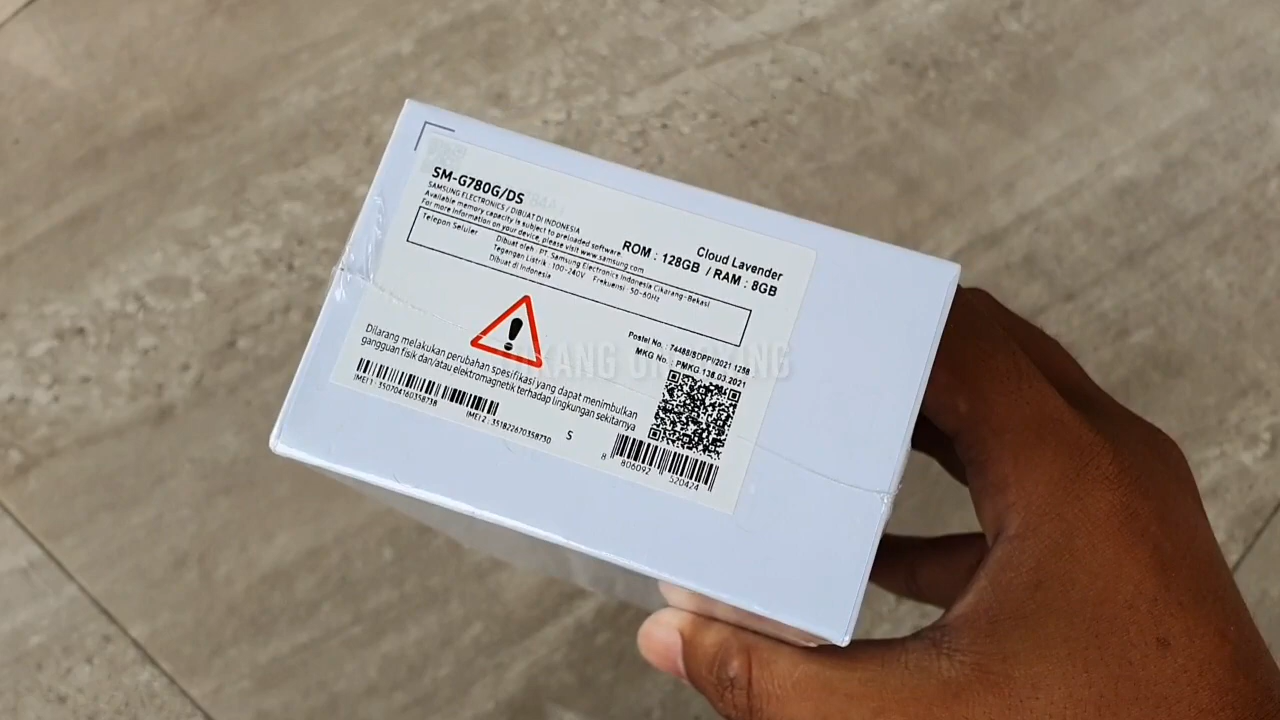 SM-G780G/DS
SAMSUNG ELECTRONICS / DIBUAT DI INDONESIA
Available memory capacity is subject to preloaded software.
For more information on your device, please visit www.samsung.com
Cloud Lavender
ROM : 128GB / RAM : 8GB
Telepon Seluler
Dibuat oleh : PT. Samsung Electronics Indonesia Cikarang-Bekasi
Tegangan Listrik : 100-240V Frekuensi : 50-60Hz
Dibuat di Indonesia
Postel No. : 74488/SDPPI/2021 1258
MKG No. : PMKG.136.03.2021
Dilarang melakukan perubahan spesifikasi yang dapat menimbulkan
gangguan fisik dan/atau elektromagnetik terhadap lingkungan sekitarnya
IMEI 1 : 350704160358738
IMEI 2 : 351822670358730
S
8 806092 520424